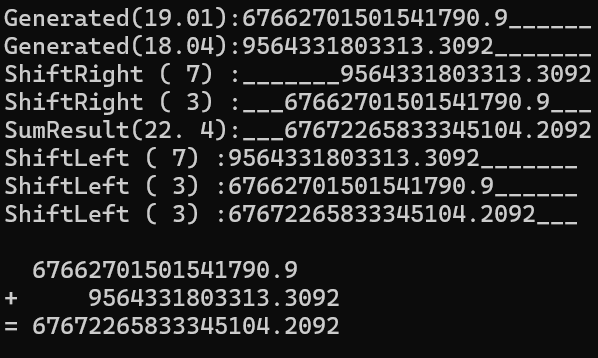 Generated(19.01):67662701501541790.9______
Generated(18.04):9564331803313.3092_______
ShiftRight ( 7) :_______9564331803313.3092
ShiftRight ( 3) :___67662701501541790.9___
SumResult(22. 4):___67672265833345104.2092
ShiftLeft ( 7) :9564331803313.3092_______
ShiftLeft ( 3) :67662701501541790.9______
ShiftLeft ( 3) :67672265833345104.2092___
  67662701501541790.9
+     9564331803313.3092
= 67672265833345104.2092